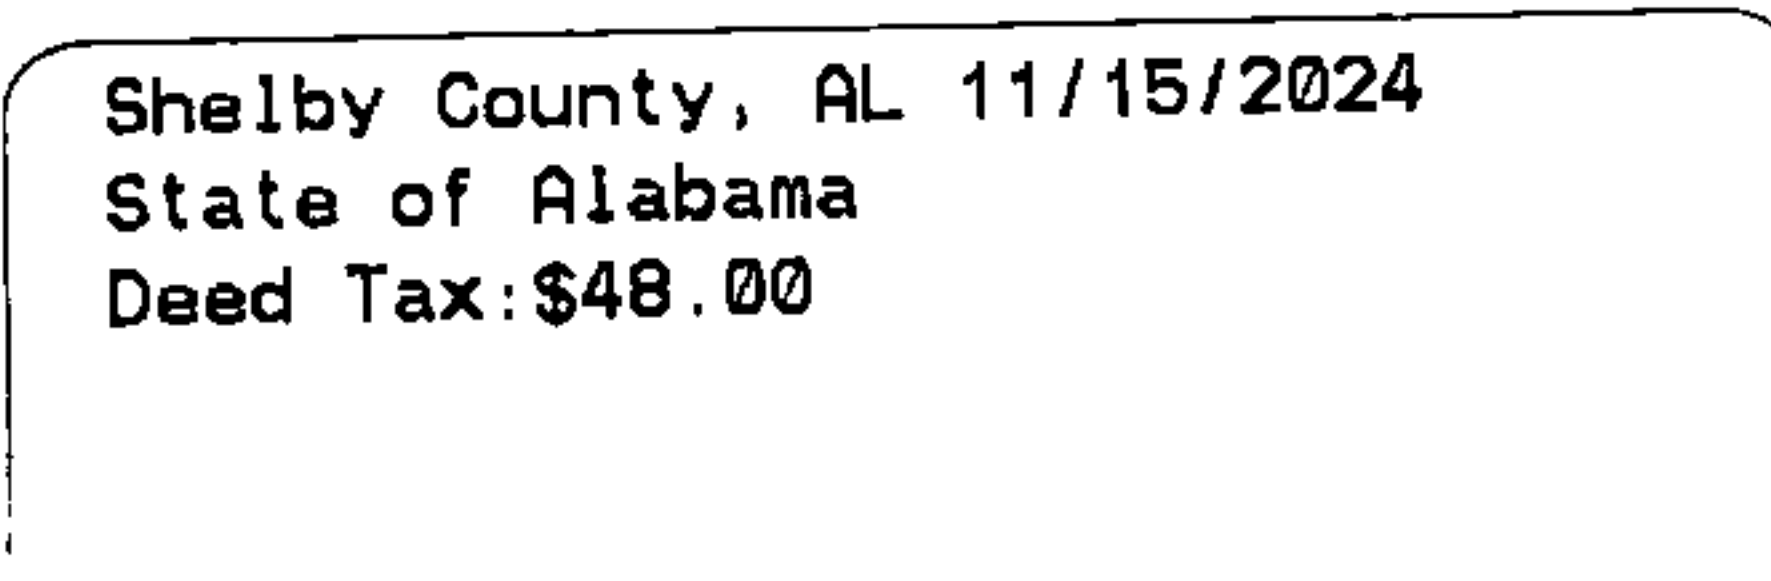 Shelby County, AL 11/15/2024
State of Alabama
Deed Tax:$48.00